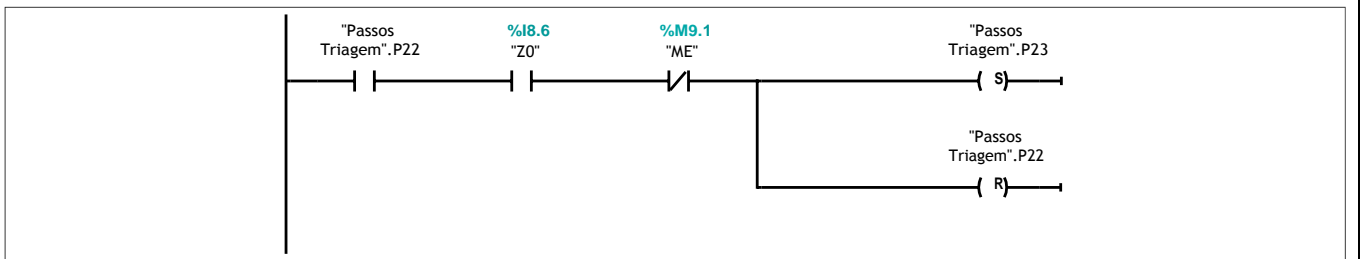 "Passos
Triagem".P22
%I8.6
"Z0"
%M9.1
"ME"
"Passos
Triagem".P23
S
"Passos
Triagem".P22
R